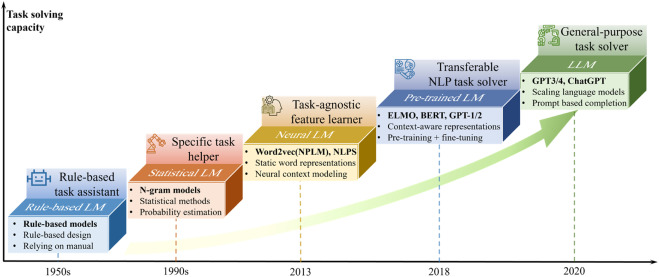 Task solving
capacity
General-purpose
task solver
LLM
GPT3/4, ChatGPT
Scaling language models
Prompt based completion
Transferable
NLP task solver
Pre-trained LM
ELMO, BERT, GPT-1/2
Context-aware representations
Pre-training + fine-tuning
Task-agnostic
feature learner
Neural LM
Word2vec(NPLM), NLPS
Static word representations
Neural context modeling
Specific task
helper
Statistical LM
N-gram models
Statistical methods
Probability estimation
Rule-based
task assistant
Rule-based LM
Rule-based models
Rule-based design
Relying on manual
1950s
1990s
2013
2018
2020